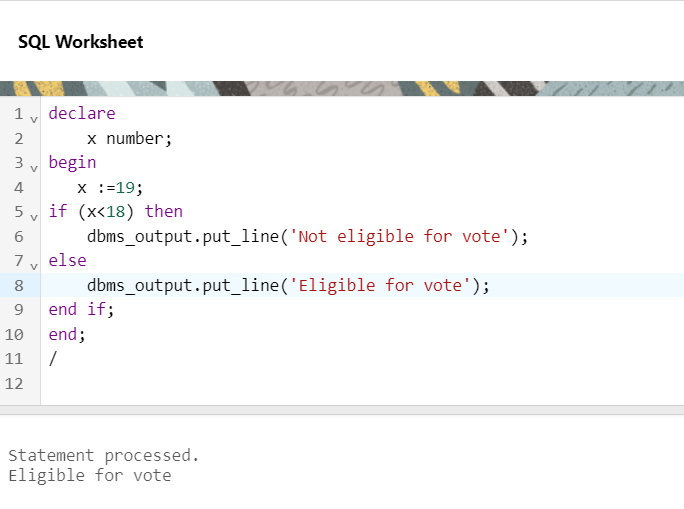 SQL Worksheet
1 declare
2     x number;
3 begin
4    x :=19;
5 if (x<18) then
6     dbms_output.put_line('Not eligible for vote');
7 else
8     dbms_output.put_line('Eligible for vote');
9 end if;
10 end;
11 /
12
Statement processed.
Eligible for vote